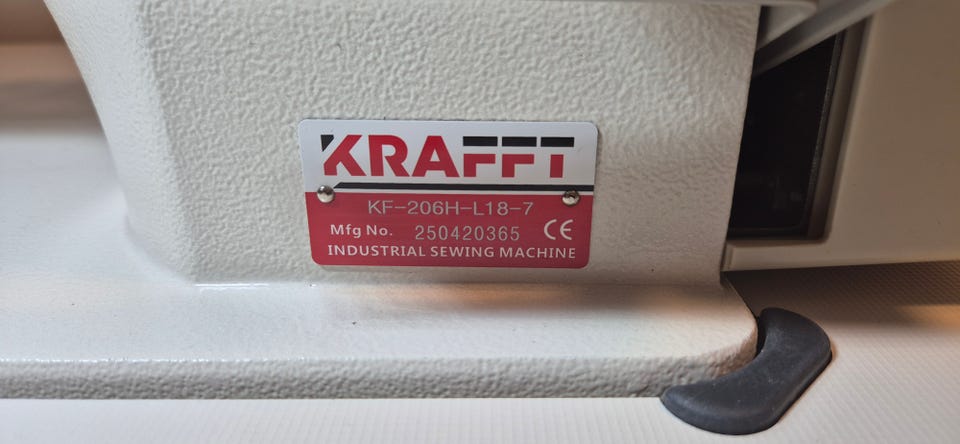 KRAFFT
KF-206H-L18-7
Mfg No. 250420365 CE
INDUSTRIAL SEWING MACHINE